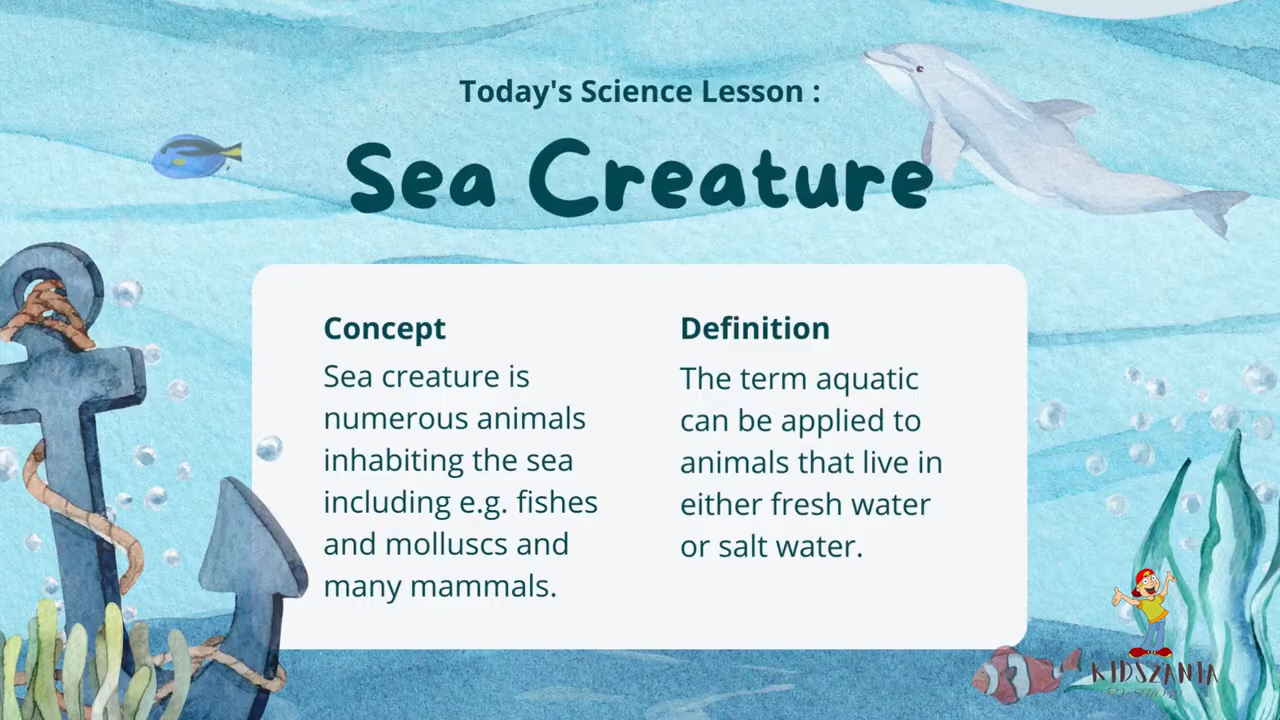 Today's Science Lesson :
Sea Creature
Concept
Sea creature is
numerous animals
inhabiting the sea
including e.g. fishes
and molluscs and
many mammals.
Definition
The term aquatic
can be applied to
animals that live in
either fresh water
or salt water.
KIDSZANIA